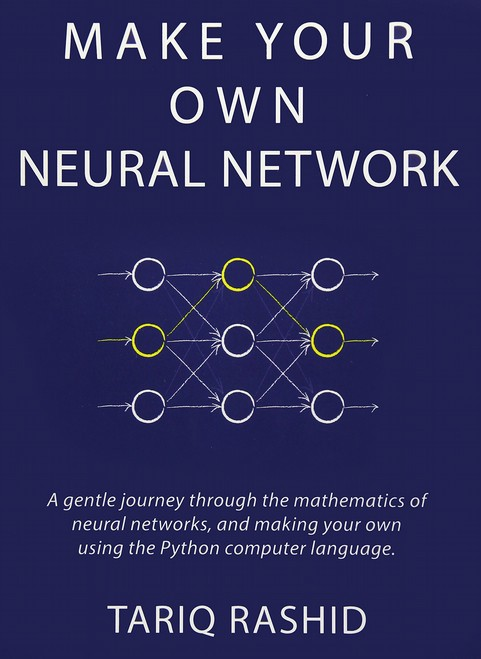 MAKE YOUR
OWN
NEURAL NETWORK
A gentle journey through the mathematics of
neural networks, and making your own
using the Python computer language.
TARIQ RASHID